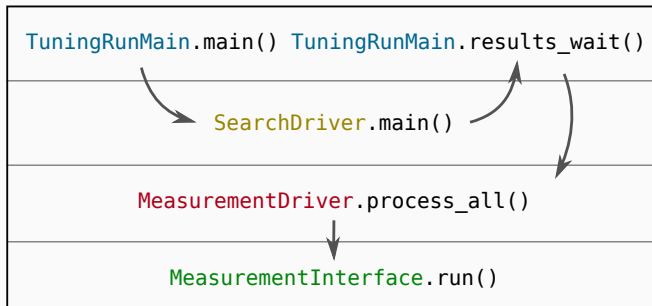 TuningRunMain.main() TuningRunMain.results_wait()
SearchDriver.main()
MeasurementDriver.process_all()
MeasurementInterface.run()